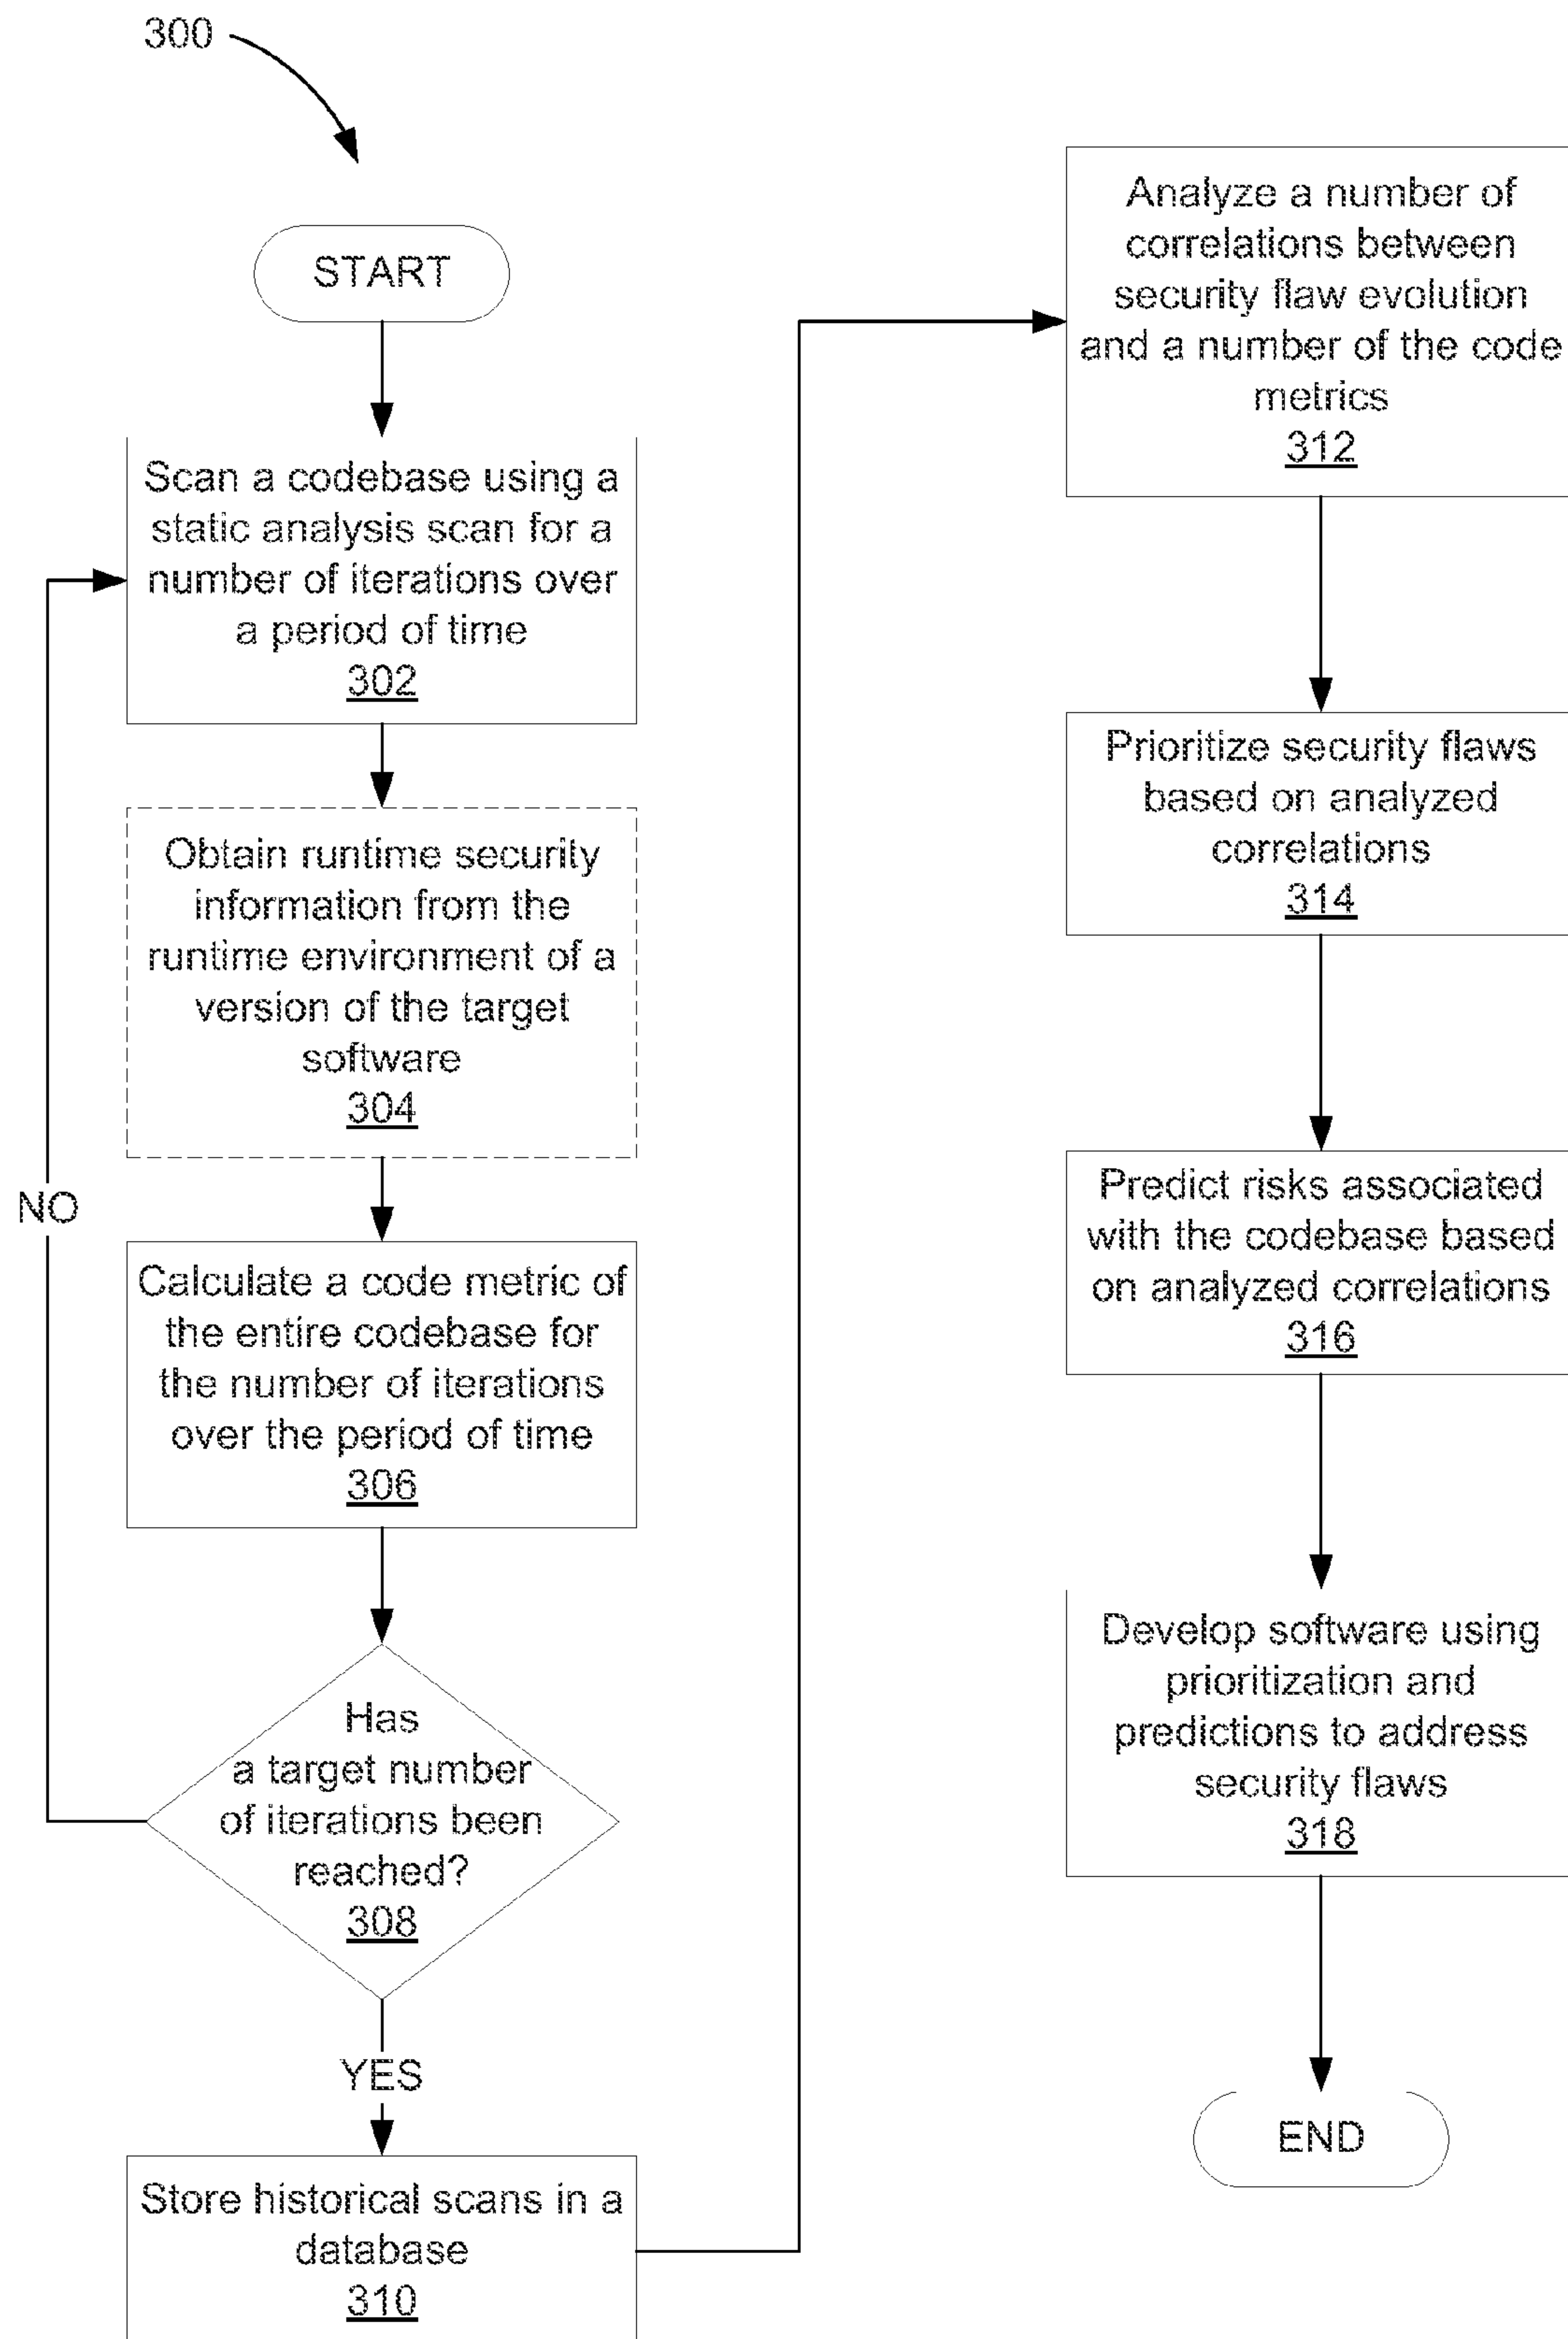 300
START
Scan a codebase using a
static analysis scan for a
number of iterations over
a period of time
302
Obtain runtime security
information from the
runtime environment of a
version of the target
software
304
NO
Calculate a code metric of
the entire codebase for
the number of iterations
over the period of time
306
Has
a target number
of iterations been
reached?
308
YES
Store historical scans in a
database
310
Analyze a number of
correlations between
security flaw evolution
and a number of the code
metrics
312
Prioritize security flaws
based on analyzed
correlations
314
Predict risks associated
with the codebase based
on analyzed correlations
316
Develop software using
prioritization and
predictions to address
security flaws
318
END